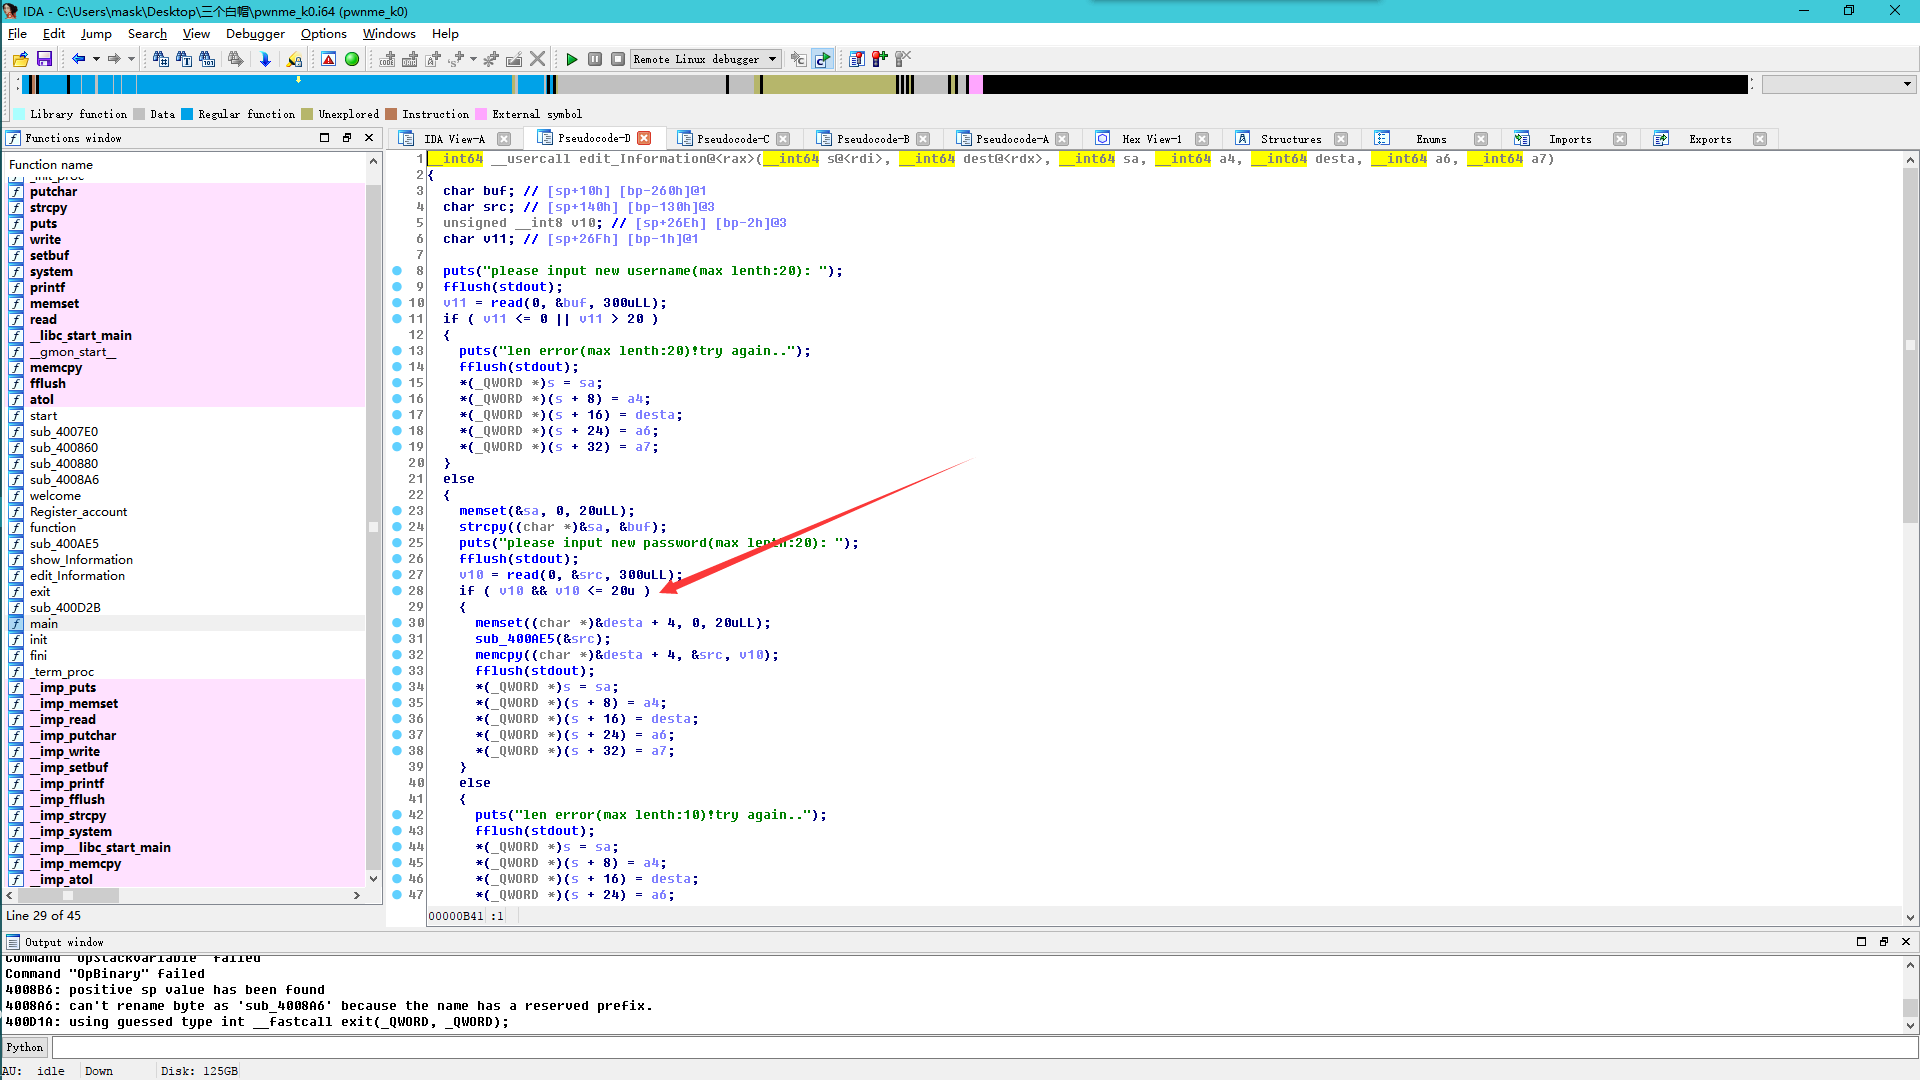 IDA - C:\Users\mask\Desktop\三个白帽\pwnme_k0.i64 (pwnme_k0)
File Edit Jump Search View Debugger Options Windows Help
Remote Linux debugger
Library function Data Regular function Unexplored Instruction External symbol
Functions window
Function name
_init_proc
putchar
strcpy
puts
write
setbuf
system
printf
memset
read
__libc_start_main
__gmon_start__
memcpy
fflush
atol
start
sub_4007E0
sub_400860
sub_400880
sub_4008A6
welcome
Register_account
function
sub_400AE5
show_Information
edit_Information
exit
sub_400D2B
main
init
fini
_term_proc
__imp_puts
__imp_memset
__imp_read
__imp_putchar
__imp_write
__imp_setbuf
__imp_printf
__imp_fflush
__imp_strcpy
__imp_system
__imp__libc_start_main
__imp_memcpy
__imp_atol
Line 29 of 45
IDA View-A Pseudocode-D Pseudocode-C Pseudocode-B Pseudocode-A Hex View-1 Structures Enums Imports Exports
1 __int64 __usercall edit_Information@<rax>(__int64 s@<rdi>, __int64 dest@<rdx>, __int64 sa, __int64 a4, __int64 desta, __int64 a6, __int64 a7)
2 {
3 char buf; // [sp+10h] [bp-260h]@1
4 char src; // [sp+140h] [bp-130h]@3
5 unsigned __int8 v10; // [sp+26Eh] [bp-2h]@3
6 char v11; // [sp+26Fh] [bp-1h]@1
7
8 puts("please input new username(max lenth:20): ");
9 fflush(stdout);
10 v11 = read(0, &buf, 300uLL);
11 if ( v11 <= 0 || v11 > 20 )
12 {
13 puts("len error(max lenth:20)!try again..");
14 fflush(stdout);
15 *(_QWORD *)s = sa;
16 *(_QWORD *)(s + 8) = a4;
17 *(_QWORD *)(s + 16) = desta;
18 *(_QWORD *)(s + 24) = a6;
19 *(_QWORD *)(s + 32) = a7;
20 }
21 else
22 {
23 memset(&sa, 0, 20uLL);
24 strcpy((char *)&sa, &buf);
25 puts("please input new password(max lenth:20): ");
26 fflush(stdout);
27 v10 = read(0, &src, 300uLL);
28 if ( v10 && v10 <= 20u )
29 {
30 memset((char *)&desta + 4, 0, 20uLL);
31 sub_400AE5(&src);
32 memcpy((char *)&desta + 4, &src, v10);
33 fflush(stdout);
34 *(_QWORD *)s = sa;
35 *(_QWORD *)(s + 8) = a4;
36 *(_QWORD *)(s + 16) = desta;
37 *(_QWORD *)(s + 24) = a6;
38 *(_QWORD *)(s + 32) = a7;
39 }
40 else
41 {
42 puts("len error(max lenth:10)!try again..");
43 fflush(stdout);
44 *(_QWORD *)s = sa;
45 *(_QWORD *)(s + 8) = a4;
46 *(_QWORD *)(s + 16) = desta;
47 *(_QWORD *)(s + 24) = a6;
00000B41 :1
Output window
Command "OpStackVariable" failed
Command "OpBinary" failed
4008B6: positive sp value has been found
4008A6: can't rename byte as 'sub_4008A6' because the name has a reserved prefix.
400D1A: using guessed type int __fastcall exit(_QWORD, _QWORD);
Python
AU: idle Down Disk: 125GB